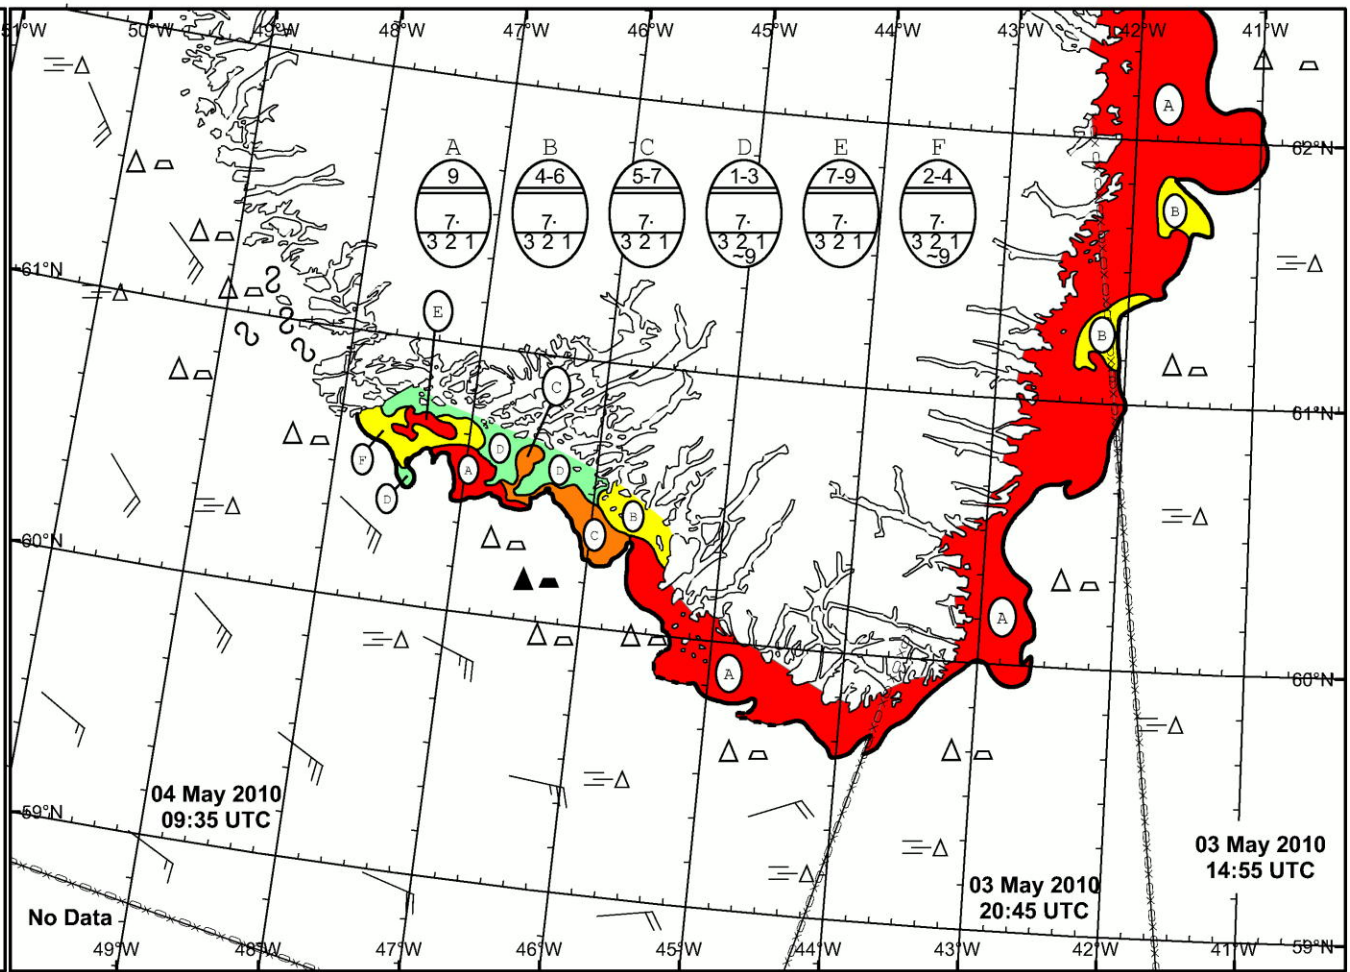 51°W 50°W 49°W 48°W 47°W 46°W 45°W 44°W 43°W 42°W 41°W
A
62°N
A B C D E F
9 4-6 5-7 1-3 7-9 2-4
7· 7· 7· 7· 7· 7·
3 2 1 3 2 1 3 2 1 3 2 1 3 2 1 3 2 1
~9 ~9
B
61°N
E
B
C
61°N
D
F A D
D
B
C
60°N
A
A
60°N
04 May 2010
09:35 UTC
59°N
03 May 2010
14:55 UTC
03 May 2010
20:45 UTC
No Data
49°W 48°W 47°W 46°W 45°W 44°W 43°W 42°W 59°N